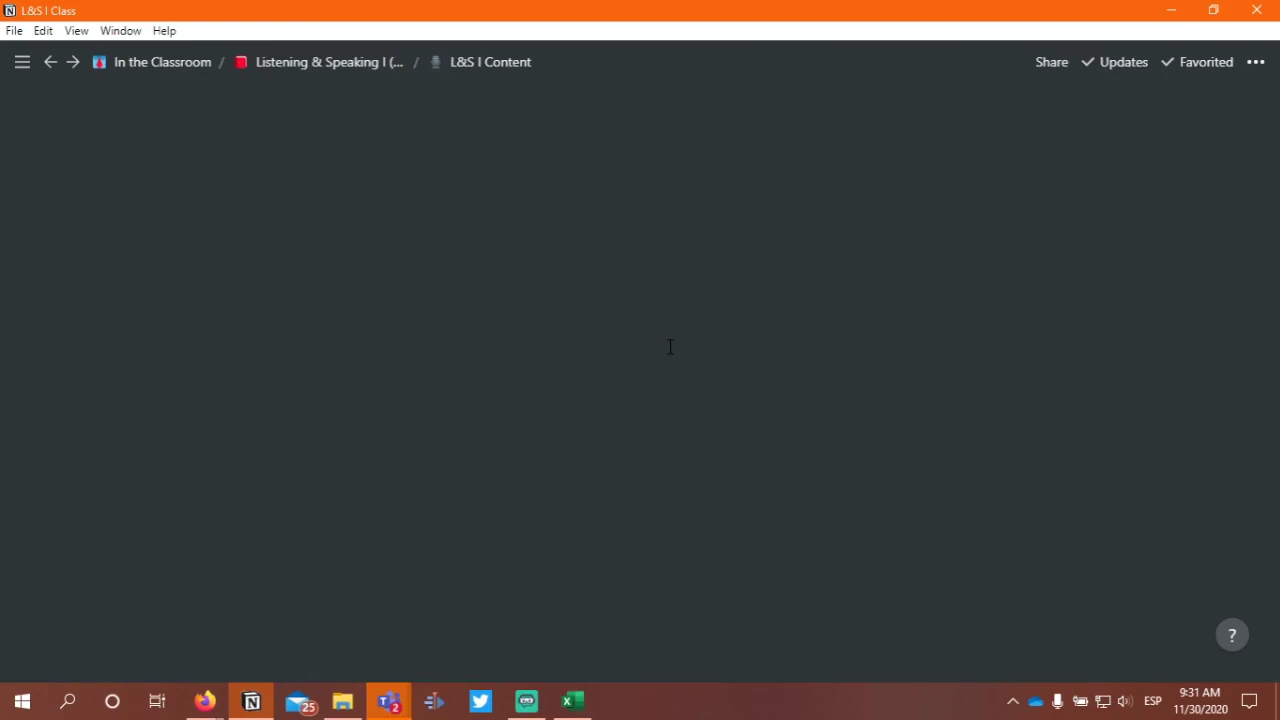 L&S I Class
File Edit View Window Help
In the Classroom / Listening & Speaking I (... / L&S I Content
Share Updates Favorited
?
25
2
ESP
9:31 AM
11/30/2020